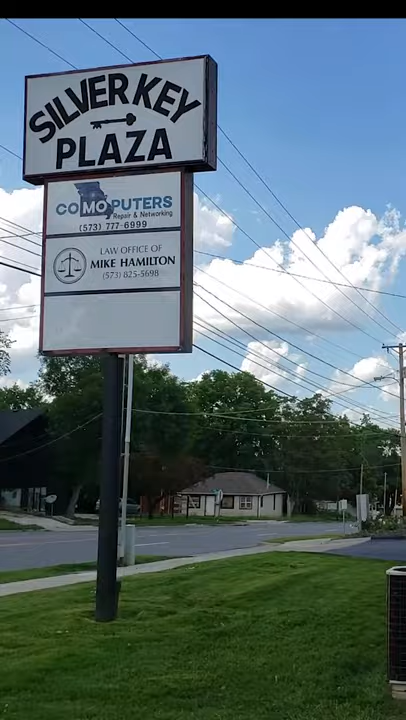 SILVER KEY
PLAZA
COMOPUTERS
Repair & Networking
(573) 777-6999
LAW OFFICE OF
MIKE HAMILTON
(573) 825-5698